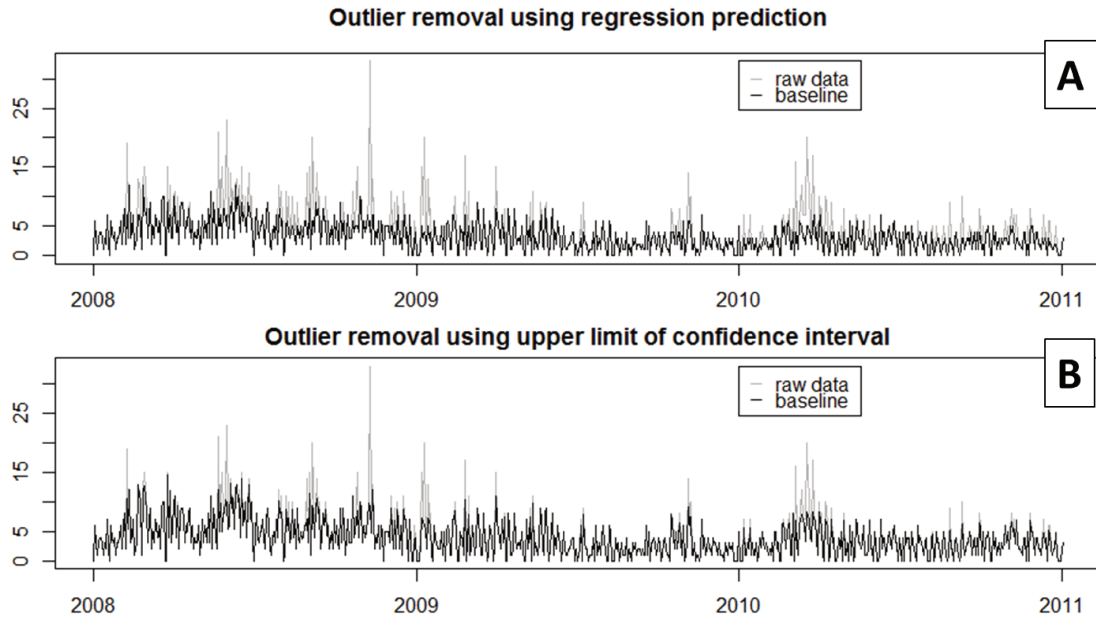 Outlier removal using regression prediction
A
raw data
baseline
25
15
5
0
2008 2009 2010 2011
Outlier removal using upper limit of confidence interval
B
raw data
baseline
25
15
5
0
2008 2009 2010 2011